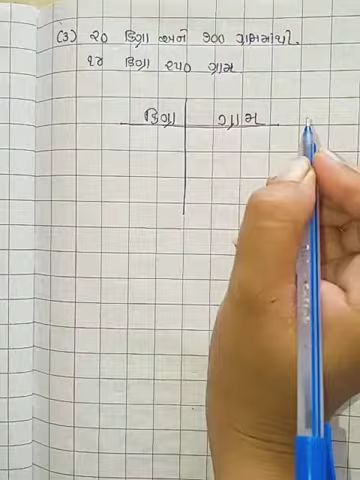 (૩) ૨૦ કિગ્રા અને ૭૦૦ ગ્રામમાંથી.
૧૪ કિગ્રા ૨૫૦ ગ્રામ
કિગ્રા ગ્રામ